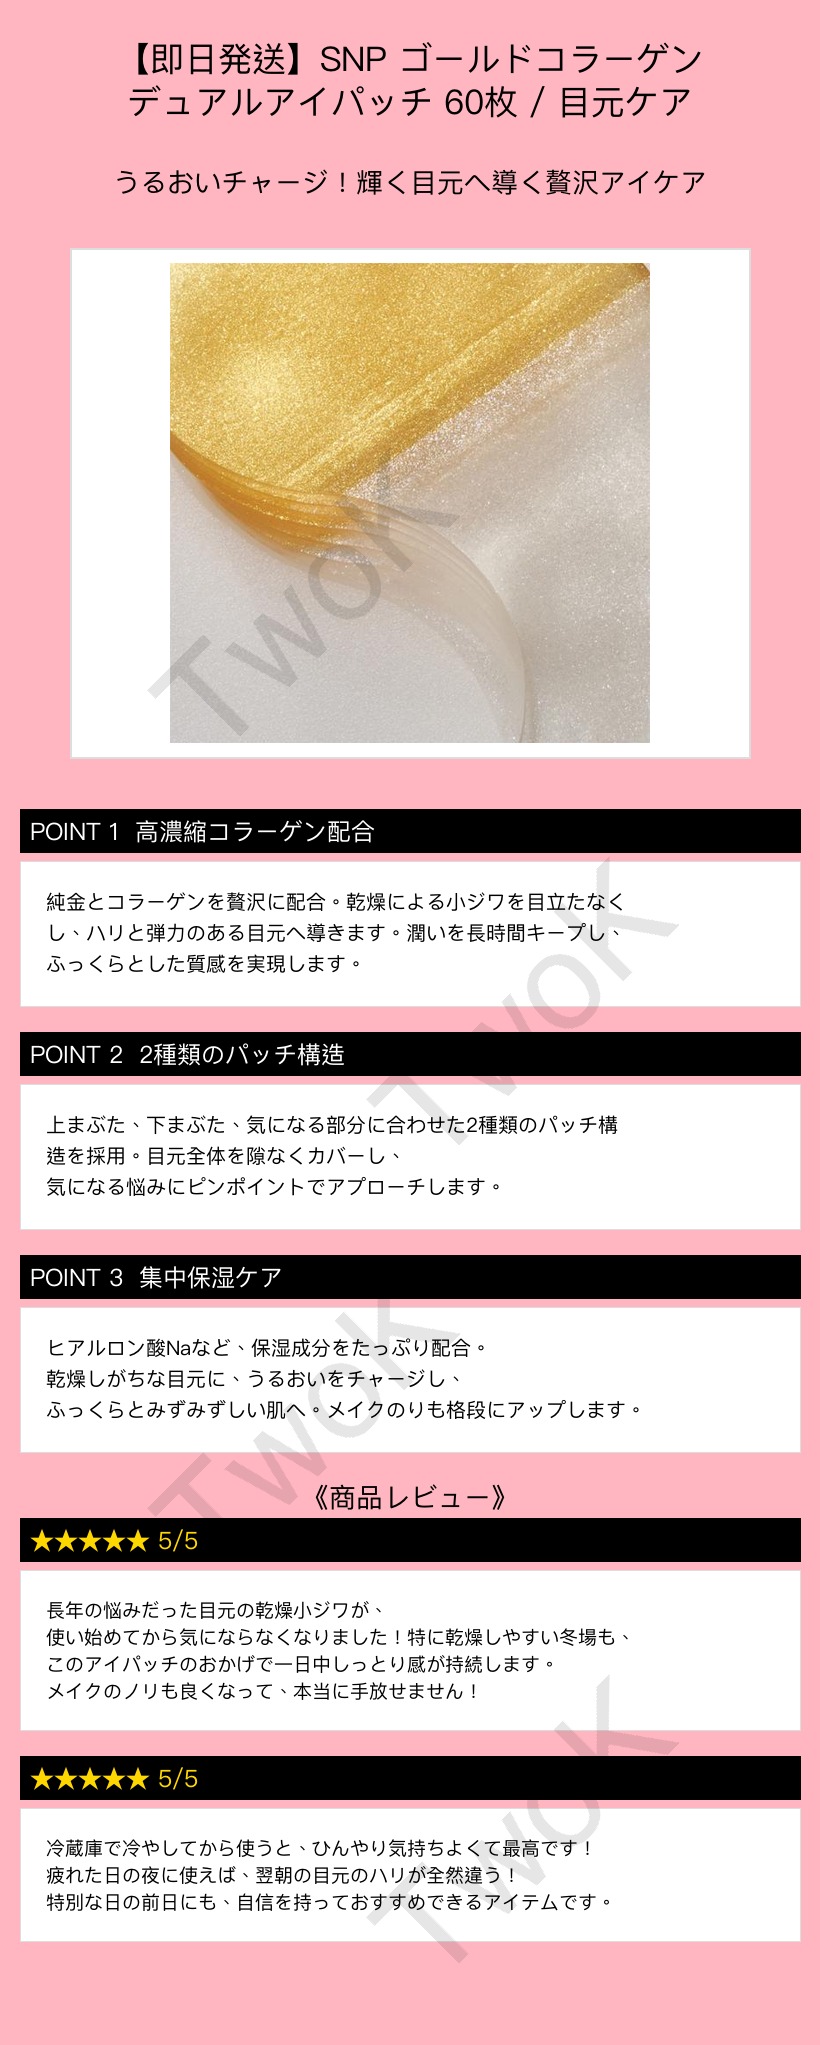 【即日発送】SNP ゴールドコラーゲン
デュアルアイパッチ 60枚 / 目元ケア
うるおいチャージ！輝く目元へ導く贅沢アイケア
TwoK
POINT 1 高濃縮コラーゲン配合
純金とコラーゲンを贅沢に配合。乾燥による小ジワを目立たなく
し、ハリと弾力のある目元へ導きます。潤いを長時間キープし、
ふっくらとした質感を実現します。
TwoK
POINT 2 2種類のパッチ構造
上まぶた、下まぶた、気になる部分に合わせた2種類のパッチ構
造を採用。目元全体を隙なくカバーし、
気になる悩みにピンポイントでアプローチします。
POINT 3 集中保湿ケア
ヒアルロン酸Naなど、保湿成分をたっぷり配合。
乾燥しがちな目元に、うるおいをチャージし、
ふっくらとみずみずしい肌へ。メイクのりも格段にアップします。
TwoK
《商品レビュー》
★★★★★ 5/5
長年の悩みだった目元の乾燥小ジワが、
使い始めてから気にならなくなりました！特に乾燥しやすい冬場も、
このアイパッチのおかげで一日中しっとり感が持続します。
メイクのノリも良くなって、本当に手放せません！
★★★★★ 5/5
冷蔵庫で冷やしてから使うと、ひんやり気持ちよくて最高です！
疲れた日の夜に使えば、翌朝の目元のハリが全然違う！
特別な日の前日にも、自信を持っておすすめできるアイテムです。
TwoK